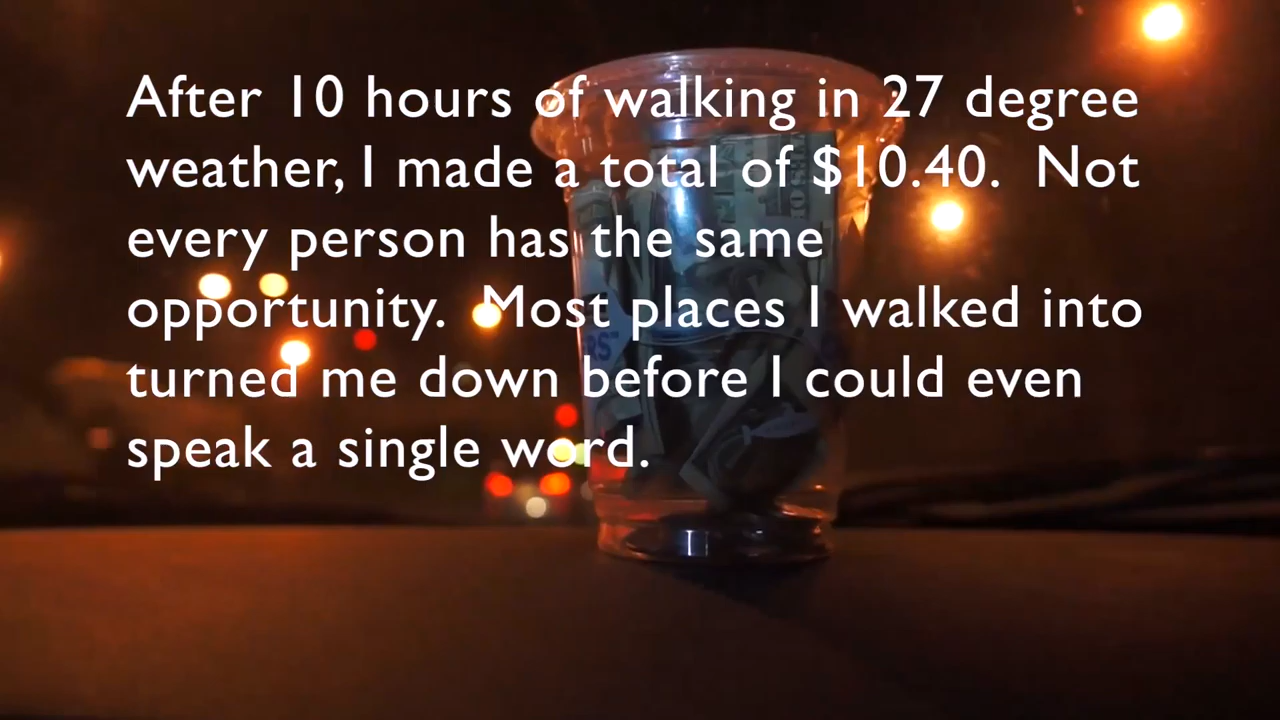 After 10 hours of walking in 27 degree
weather, I made a total of $10.40.  Not
every person has the same
opportunity.  Most places I walked into
turned me down before I could even
speak a single word.